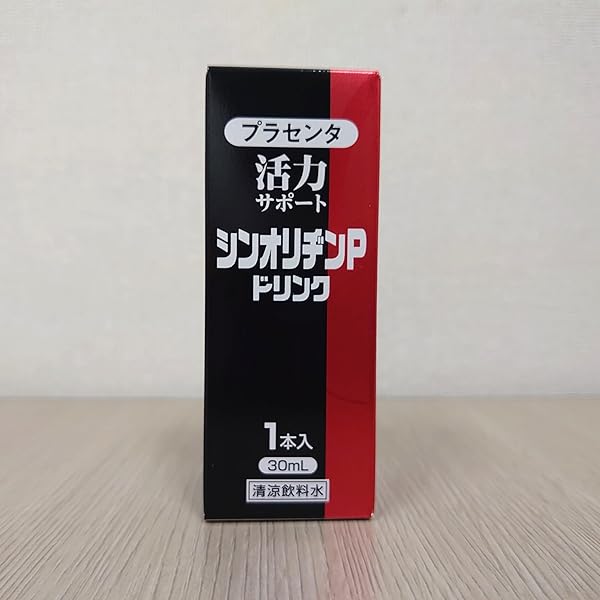 プラセンタ
活力
サポート
シンオリヂンP
ドリンク
1本入
30mL
清涼飲料水